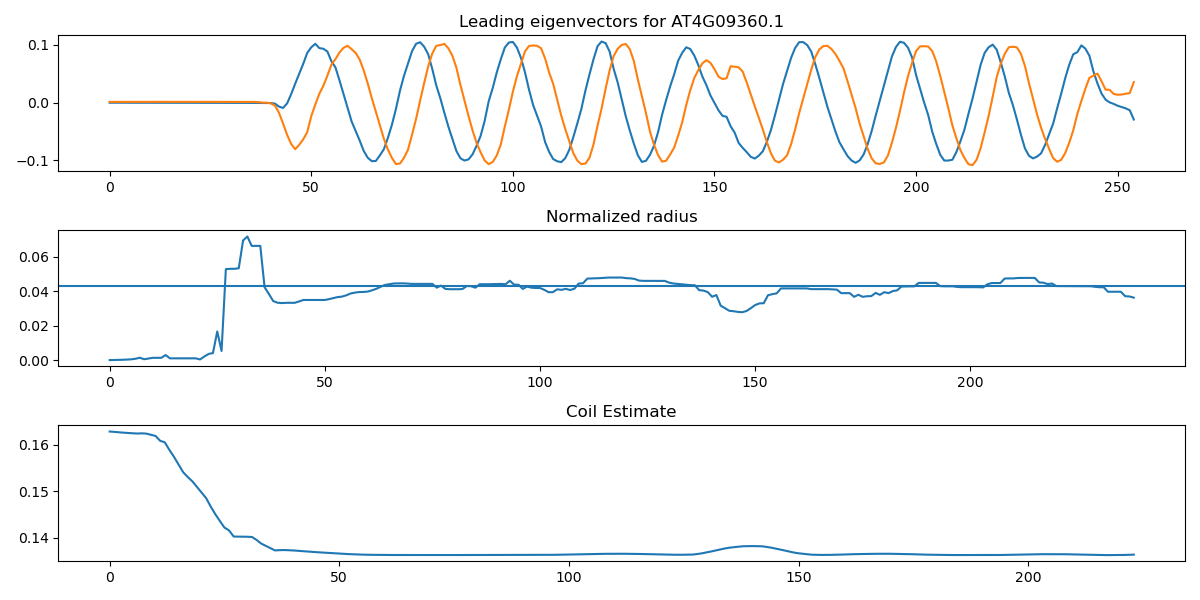 Leading eigenvectors for AT4G09360.1
0.1
0.0
−0.1
0 50 100 150 200 250
Normalized radius
0.06
0.04
0.02
0.00
0 50 100 150 200
Coil Estimate
0.16
0.15
0.14
0 50 100 150 200